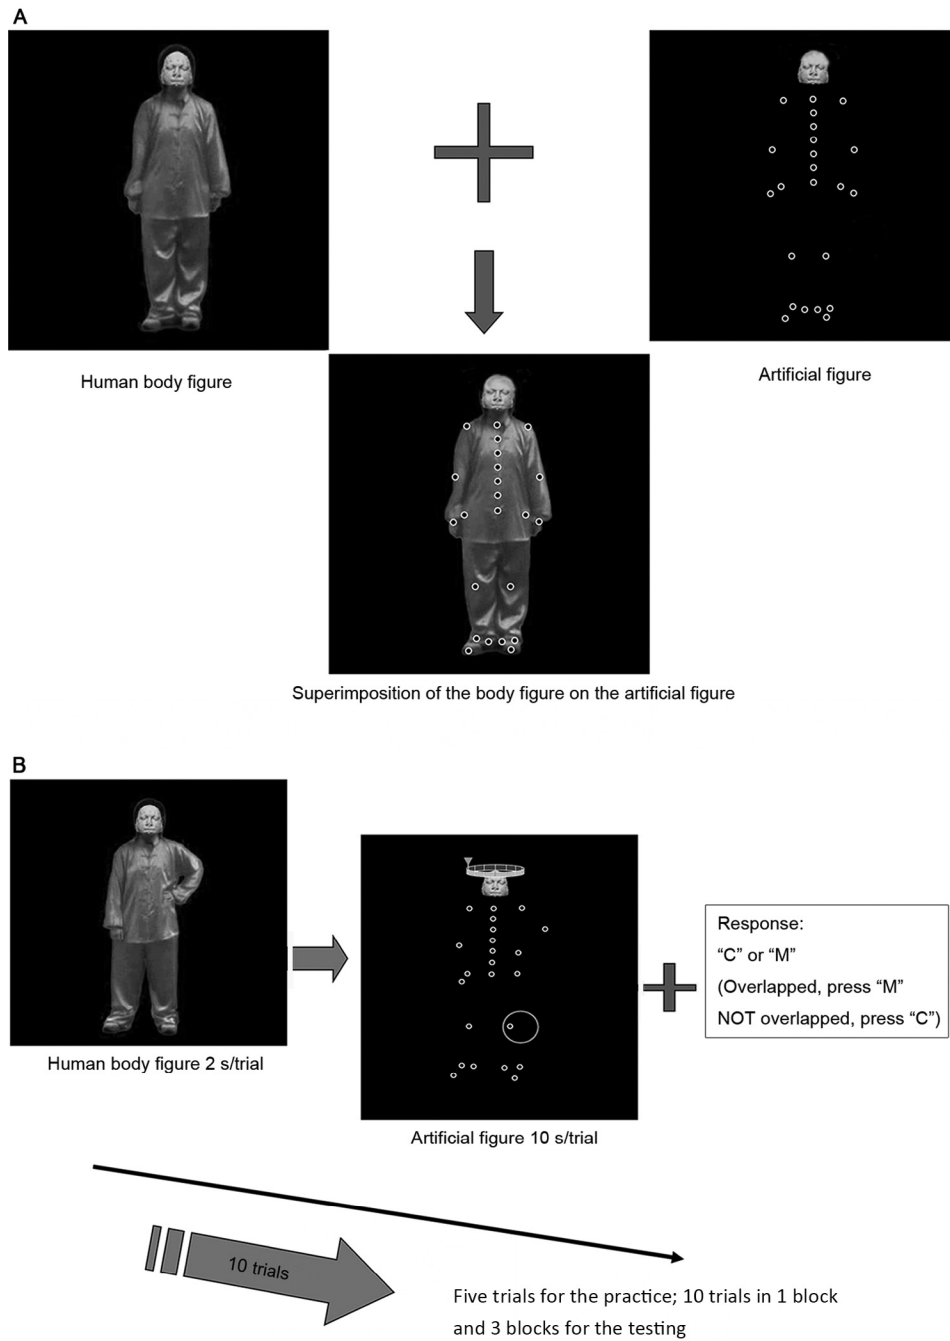 A
Human body figure
Artificial figure
Superimposition of the body figure on the artificial figure
B
Response:
“C” or “M”
(Overlapped, press “M”
NOT overlapped, press “C”)
Human body figure 2 s/trial
Artificial figure 10 s/trial
10 trials
Five trials for the practice; 10 trials in 1 block
and 3 blocks for the testing